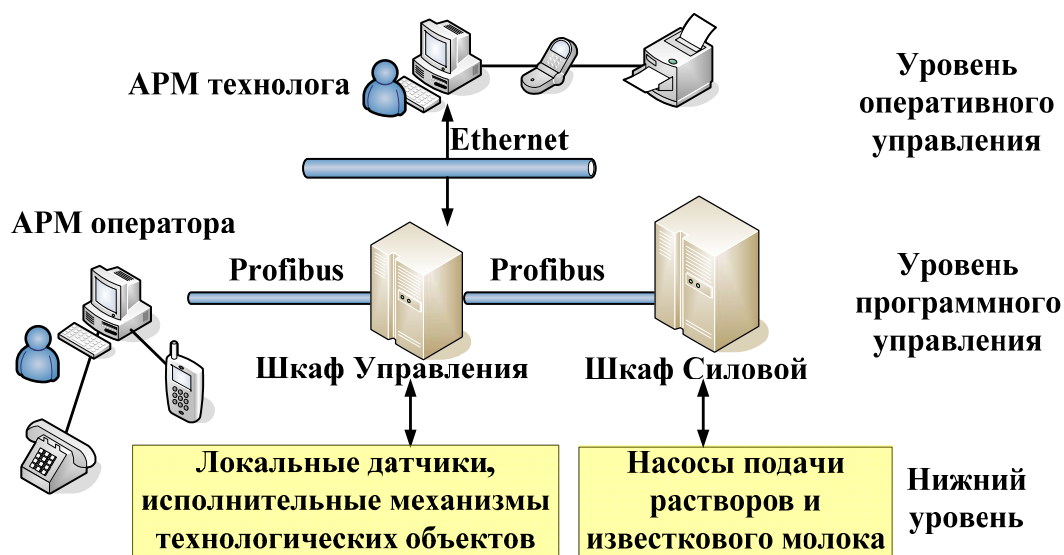 АРМ технолога
Уровень
оперативного
управления
Ethernet
АРМ оператора
Profibus
Profibus
Уровень
программного
управления
Шкаф Управления
Шкаф Силовой
Локальные датчики,
исполнительные механизмы
технологических объектов
Насосы подачи
растворов и
известкового молока
Нижний
уровень